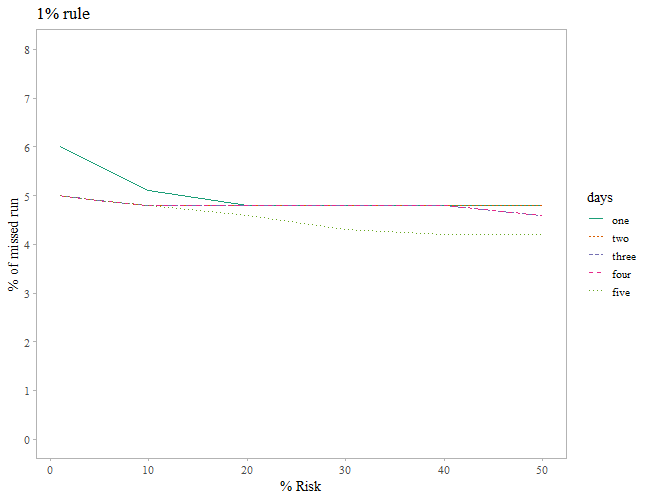 1% rule
8
7
6
5
4
3
2
1
0
% of missed run
0 10 20 30 40 50
% Risk
days
one
two
three
four
five